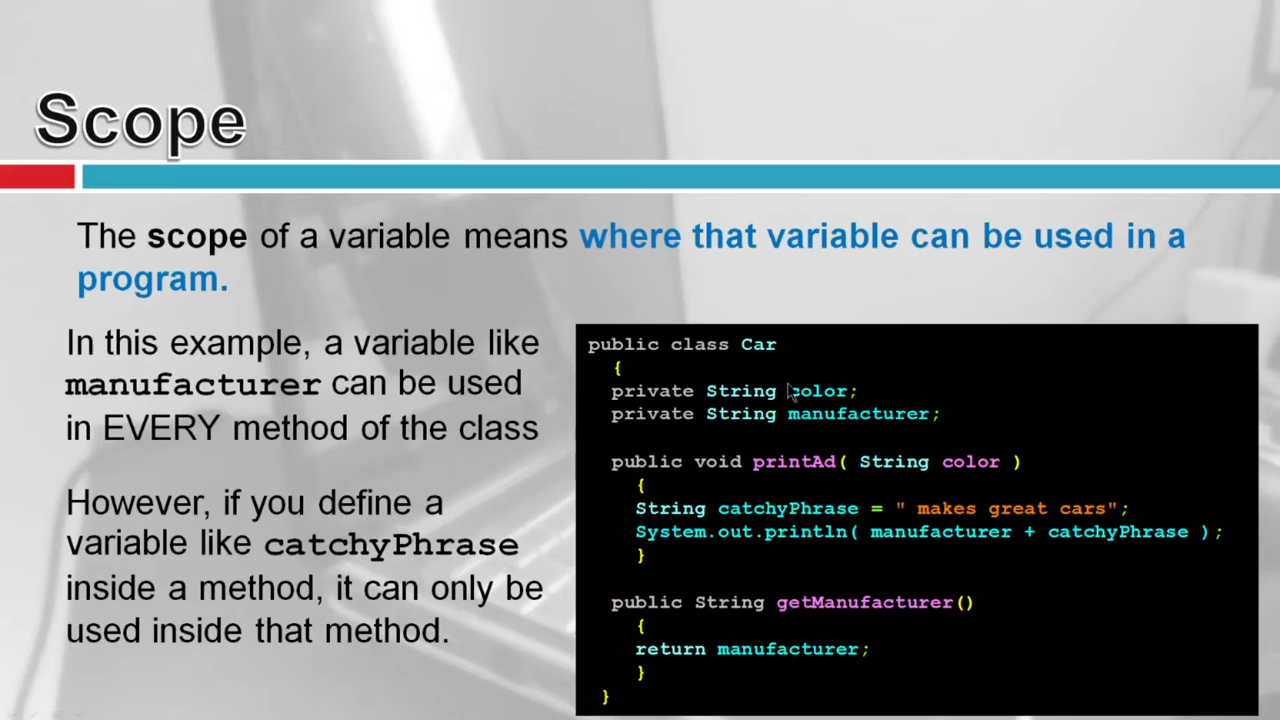 Scope
The scope of a variable means where that variable can be used in a
program.
In this example, a variable like
manufacturer can be used
in EVERY method of the class
However, if you define a
variable like catchyPhrase
inside a method, it can only be
used inside that method.
public class Car
{
private String color;
private String manufacturer;
public void printAd( String color )
{
String catchyPhrase = " makes great cars";
System.out.println( manufacturer + catchyPhrase );
}
public String getManufacturer()
{
return manufacturer;
}
}